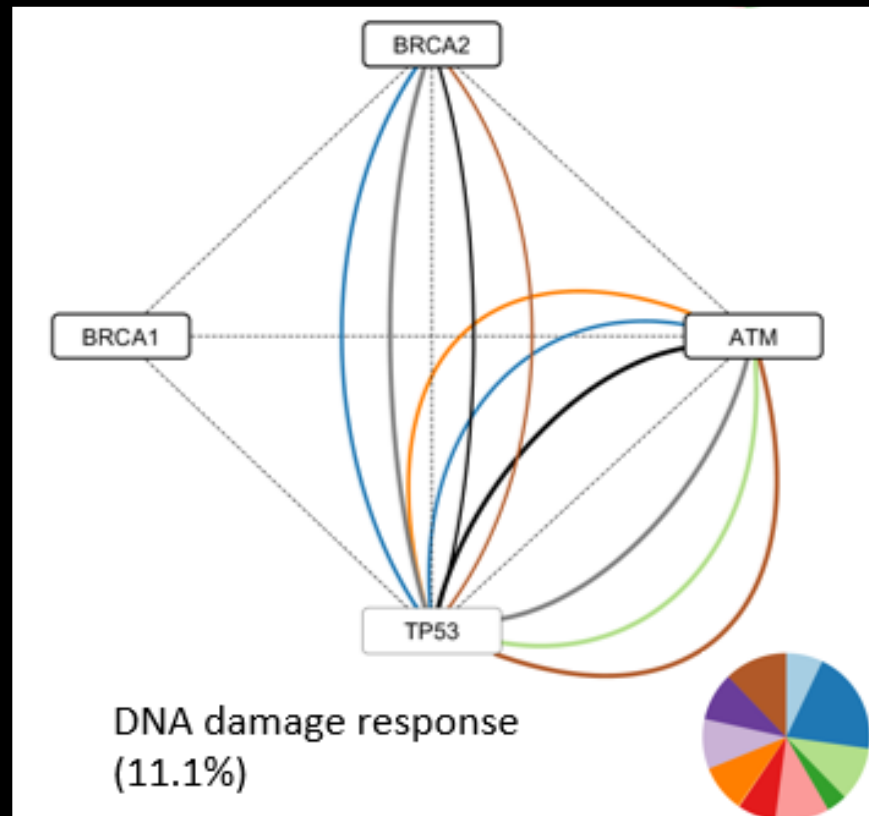 BRCA2
BRCA1
ATM
TP53
DNA damage response
(11.1%)